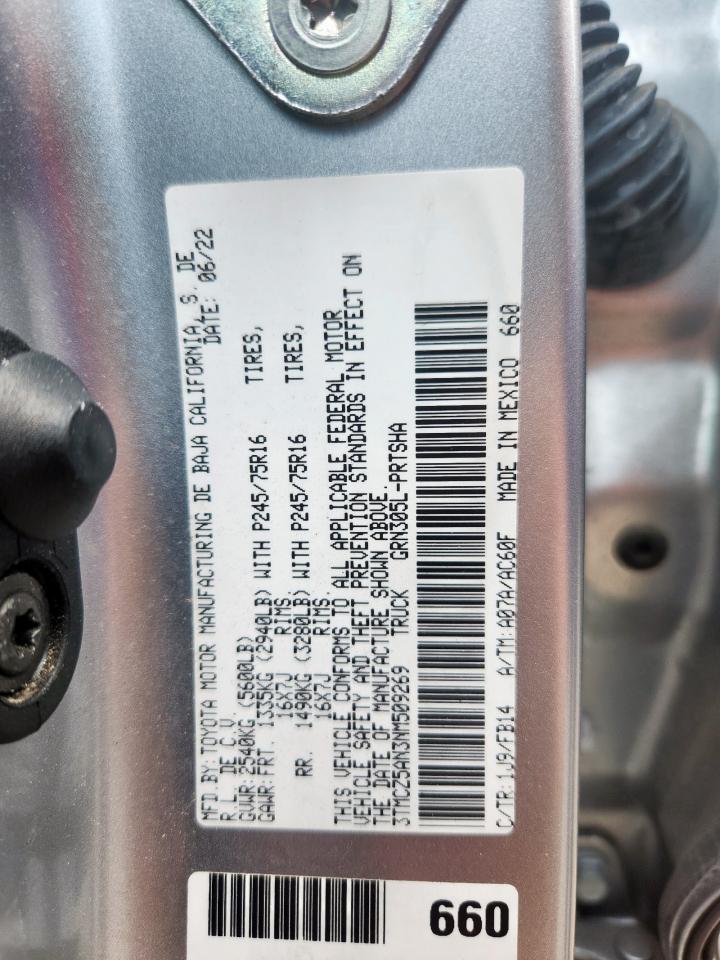 MFD.BY: TOYOTA MOTOR MANUFACTURING DE BAJA CALIFORNIA, S. DE
R.L. DE C.V. DATE: 06/22
GVWR: 2540KG (5600LB)
GAWR: FRT. 1335KG (2940LB) WITH P245/75R16 TIRES,
16X7J RIMS.
RR. 1490KG (3280LB) WITH P245/75R16 TIRES,
16X7J RIMS.
THIS VEHICLE CONFORMS TO ALL APPLICABLE FEDERAL MOTOR
VEHICLE SAFETY AND THEFT PREVENTION STANDARDS IN EFFECT ON
THE DATE OF MANUFACTURE SHOWN ABOVE.
3TMCZ5AN3NM509269 TRUCK GRN305L-PRTSHA
C/TR: 1J9/FB14 A/TM: A07A/AC60F MADE IN MEXICO 660
660